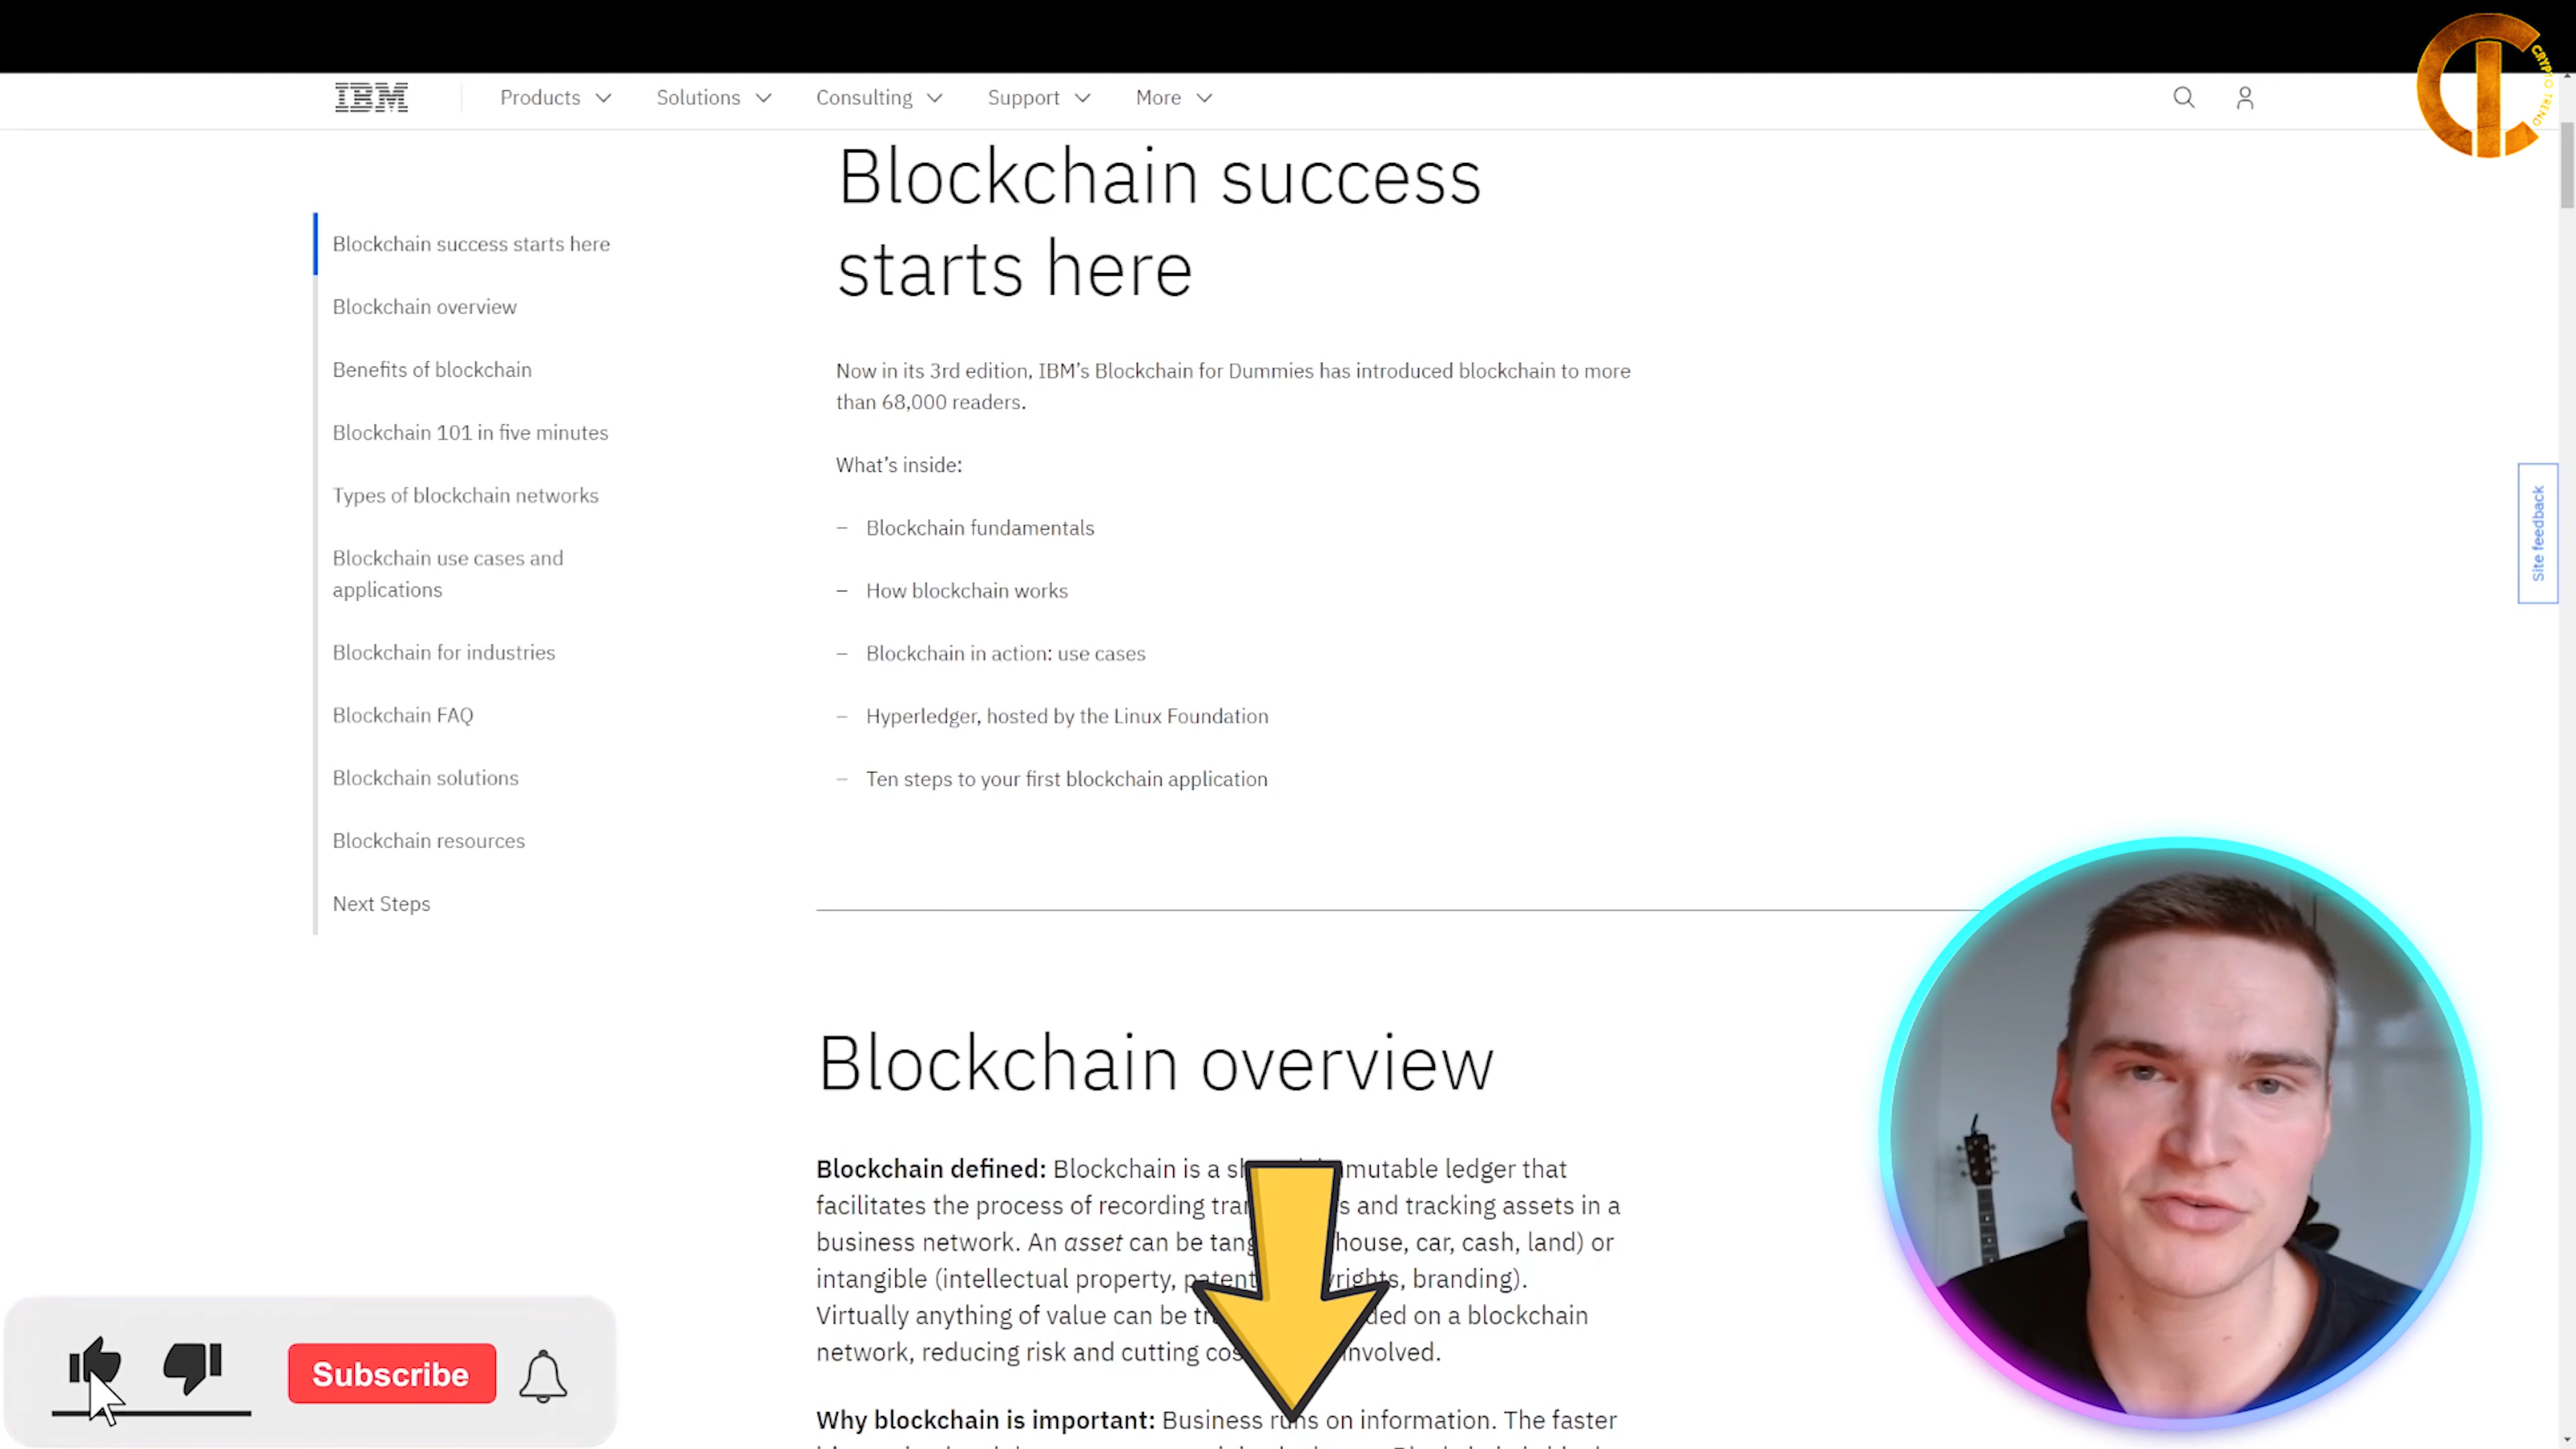 CRYPTO TREND
IBM
Products
Solutions
Consulting
Support
More
Blockchain success starts here
Blockchain overview
Benefits of blockchain
Blockchain 101 in five minutes
Types of blockchain networks
Blockchain use cases and
applications
Blockchain for industries
Blockchain FAQ
Blockchain solutions
Blockchain resources
Next Steps
Blockchain success
starts here
Now in its 3rd edition, IBM's Blockchain for Dummies has introduced blockchain to more
than 68,000 readers.
What's inside:
– Blockchain fundamentals
– How blockchain works
– Blockchain in action: use cases
– Hyperledger, hosted by the Linux Foundation
– Ten steps to your first blockchain application
Site feedback
Blockchain overview
Blockchain defined: Blockchain is a ledger that
facilitates the process of recording and tracking assets in a
business network. An asset can be house, car, cash, land) or
intangible (intellectual property, branding).
Virtually anything of value can be on a blockchain
network, reducing risk and cutting involved.
Why blockchain is important: Business runs on information. The faster
Subscribe